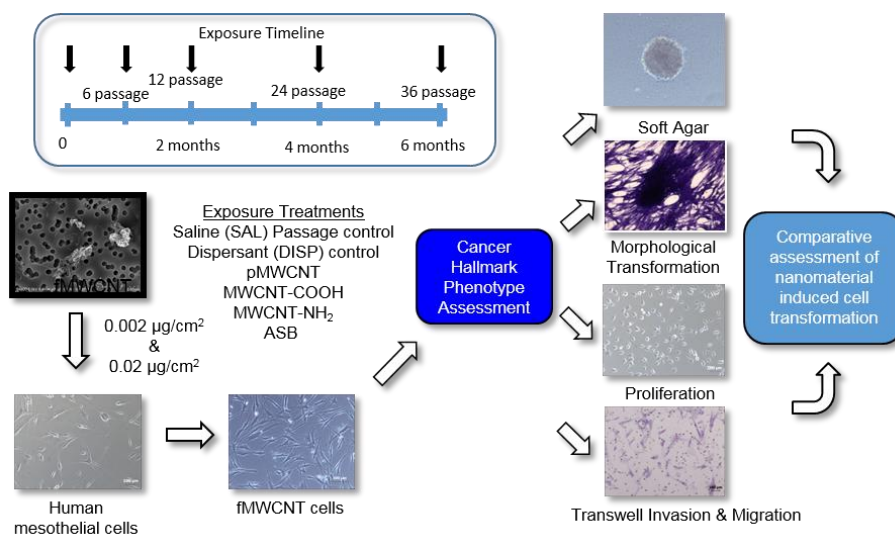 Exposure Timeline
6 passage
12 passage
24 passage
36 passage
0
2 months
4 months
6 months
fMWCNT
0.002 µg/cm²
&
0.02 µg/cm²
Exposure Treatments
Saline (SAL) Passage control
Dispersant (DISP) control
pMWCNT
MWCNT-COOH
MWCNT-NH₂
ASB
Human
mesothelial cells
fMWCNT cells
Cancer
Hallmark
Phenotype
Assessment
Soft Agar
Morphological
Transformation
Proliferation
Transwell Invasion & Migration
Comparative
assessment of
nanomaterial
induced cell
transformation